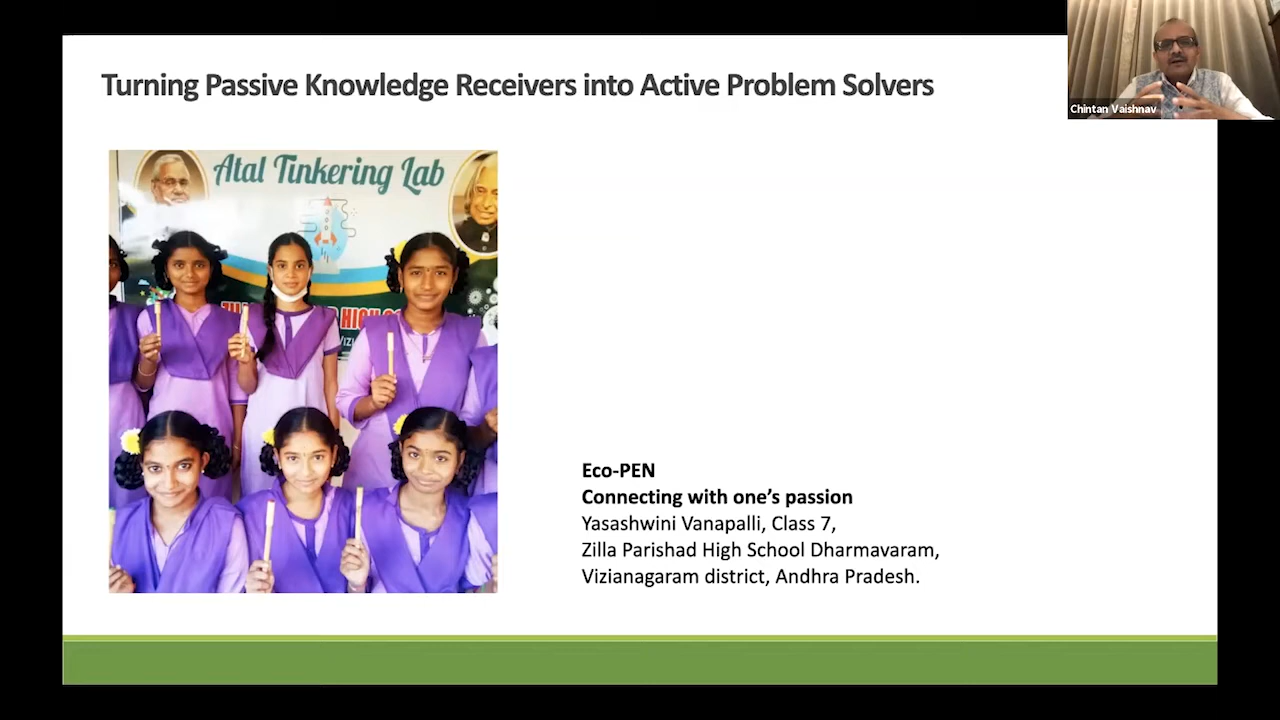 Turning Passive Knowledge Receivers into Active Problem Solvers
Chintan Vaishnav
Atal Tinkering Lab
Eco-PEN
Connecting with one’s passion
Yasashwini Vanapalli, Class 7,
Zilla Parishad High School Dharmavaram,
Vizianagaram district, Andhra Pradesh.